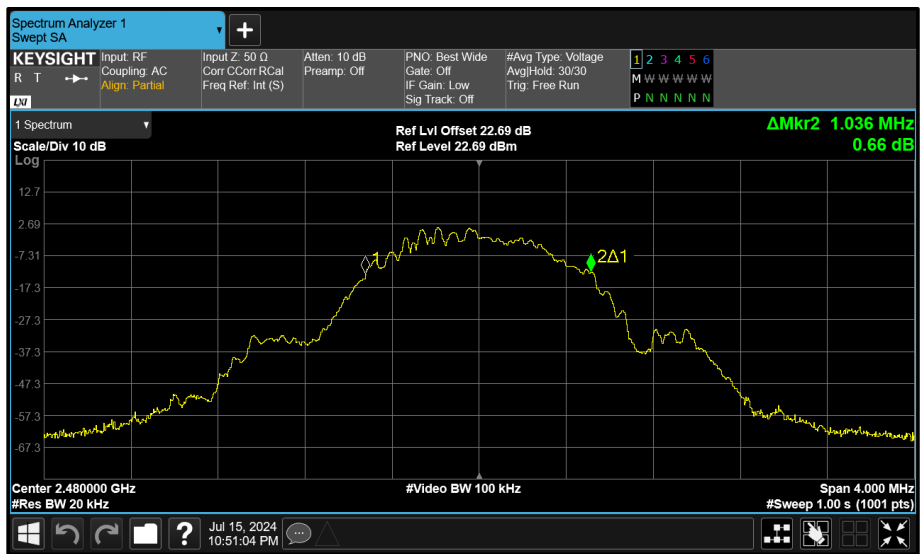 Spectrum Analyzer 1
Swept SA
+
KEYSIGHT
R T
LXI
Input: RF
Coupling: AC
Align: Partial
Input Z: 50 Ω
Corr CCorr RCal
Freq Ref: Int (S)
Atten: 10 dB
Preamp: Off
PNO: Best Wide
Gate: Off
IF Gain: Low
Sig Track: Off
#Avg Type: Voltage
Avg|Hold: 30/30
Trig: Free Run
1 2 3 4 5 6
M W W W W W
P N N N N N
1 Spectrum
Scale/Div 10 dB
Ref Lvl Offset 22.69 dB
Ref Level 22.69 dBm
ΔMkr2 1.036 MHz
0.66 dB
Log
12.7
2.69
-7.31
-17.3
-27.3
-37.3
-47.3
-57.3
-67.3
1
2Δ1
Center 2.480000 GHz
#Res BW 20 kHz
#Video BW 100 kHz
Span 4.000 MHz
#Sweep 1.00 s (1001 pts)
?
Jul 15, 2024
10:51:04 PM